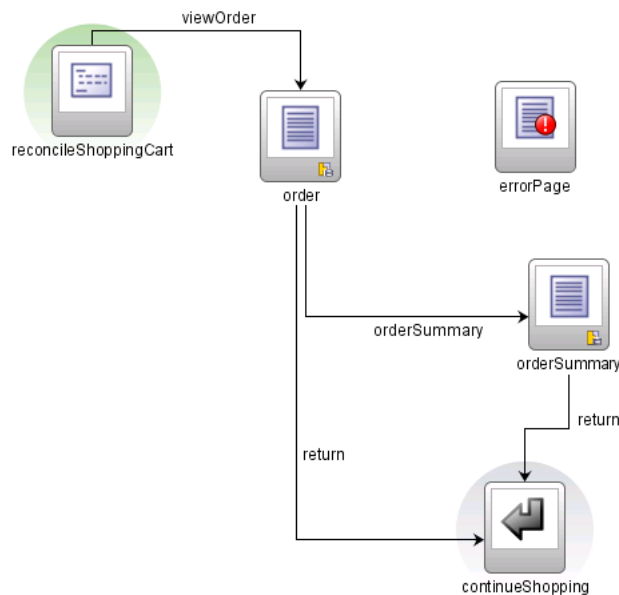 viewOrder
reconcileShoppingCart
order
errorPage
orderSummary
orderSummary
return
return
continueShopping